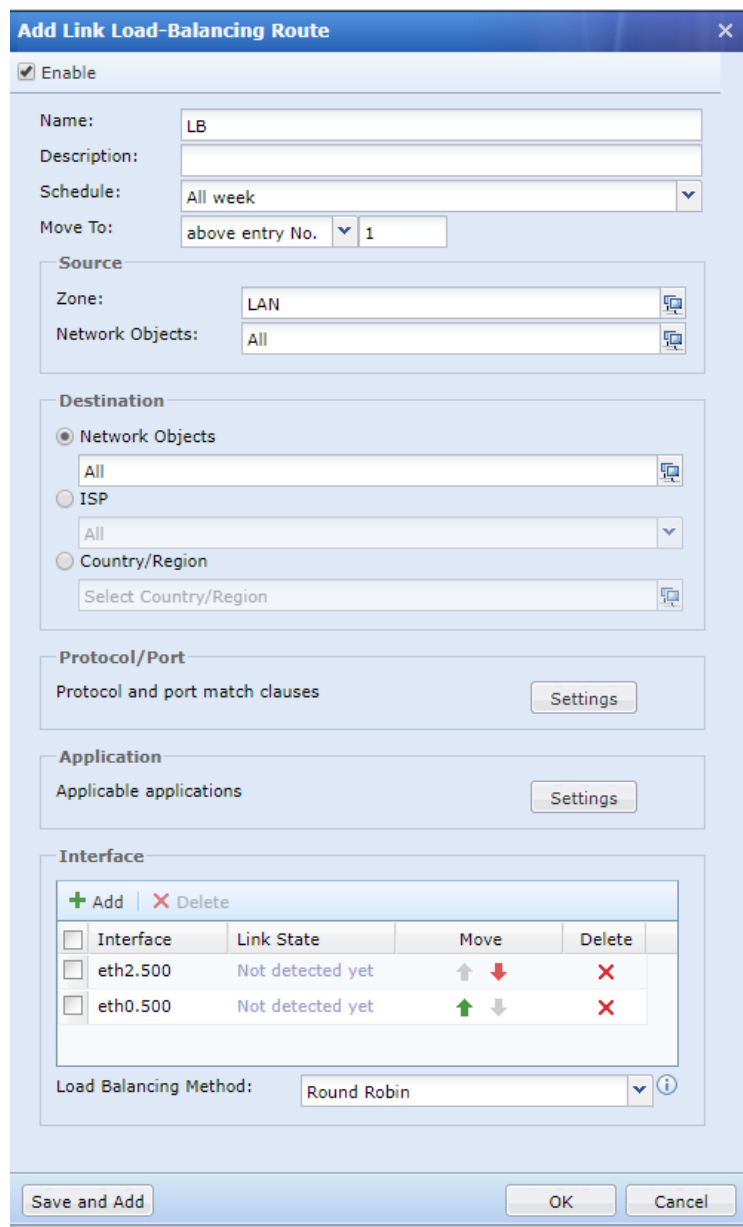 Add Link Load-Balancing Route
Enable
Name: LB
Description:
Schedule: All week
Move To: above entry No. 1
Source
Zone: LAN
Network Objects: All
Destination
Network Objects
All
ISP
All
Country/Region
Select Country/Region
Protocol/Port
Protocol and port match clauses Settings
Application
Applicable applications Settings
Interface
Add Delete
Interface Link State Move Delete
eth2.500 Not detected yet
eth0.500 Not detected yet
Load Balancing Method: Round Robin
Save and Add OK Cancel